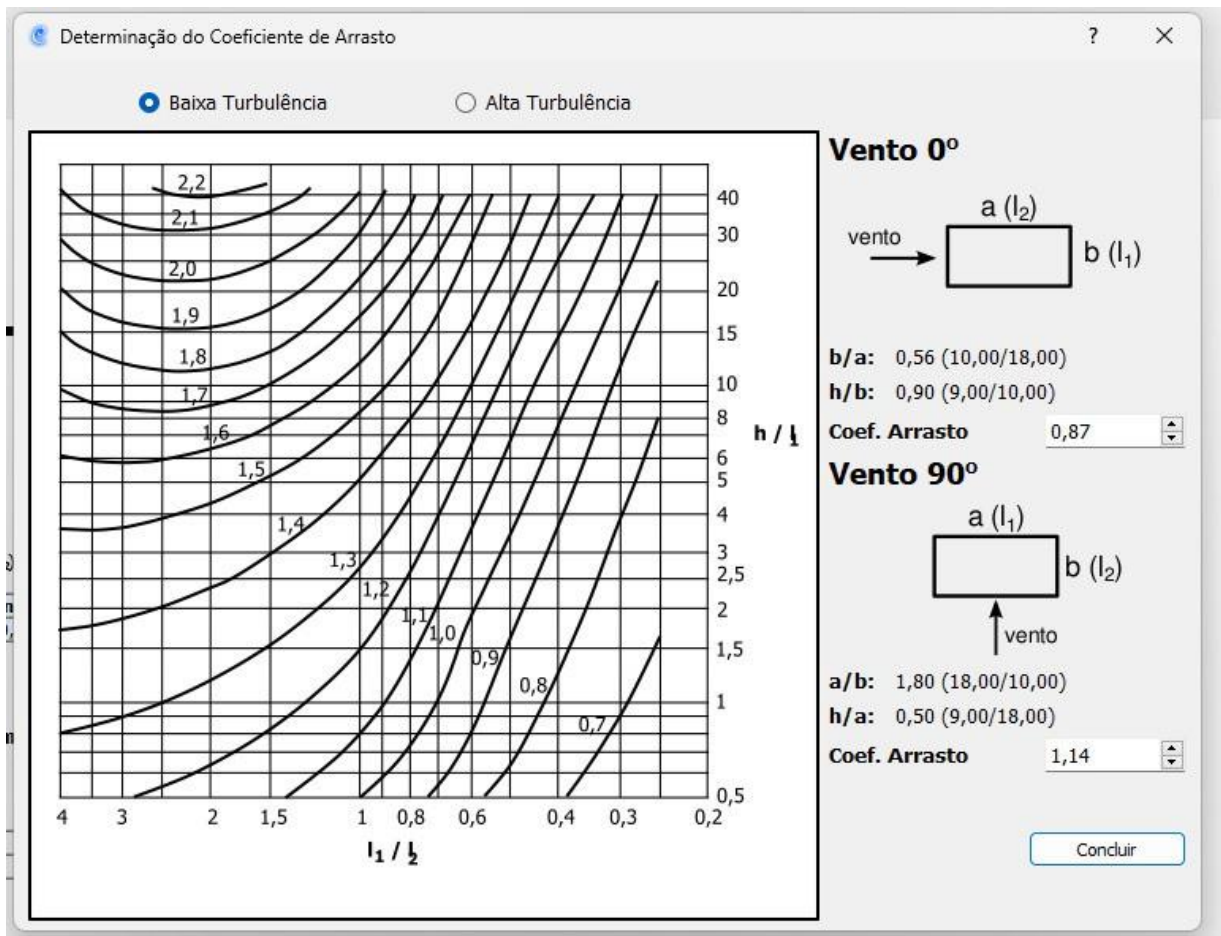 Determinação do Coeficiente de Arrasto
?
Baixa Turbulência
Alta Turbulência
2,2
2,1
2,0
1,9
1,8
1,7
1,6
1,5
1,4
1,3
1,2
1,1
1,0
0,9
0,8
0,7
40
30
20
15
10
8
6
5
4
3
2,5
2
1,5
1
0,5
h / l₁
4 3 2 1,5 1 0,8 0,6 0,4 0,3 0,2
l₁ / l₂
Vento 0º
a (l₂)
vento
b (l₁)
b/a: 0,56 (10,00/18,00)
h/b: 0,90 (9,00/10,00)
Coef. Arrasto 0,87
Vento 90º
a (l₁)
b (l₂)
vento
a/b: 1,80 (18,00/10,00)
h/a: 0,50 (9,00/18,00)
Coef. Arrasto 1,14
Concluir